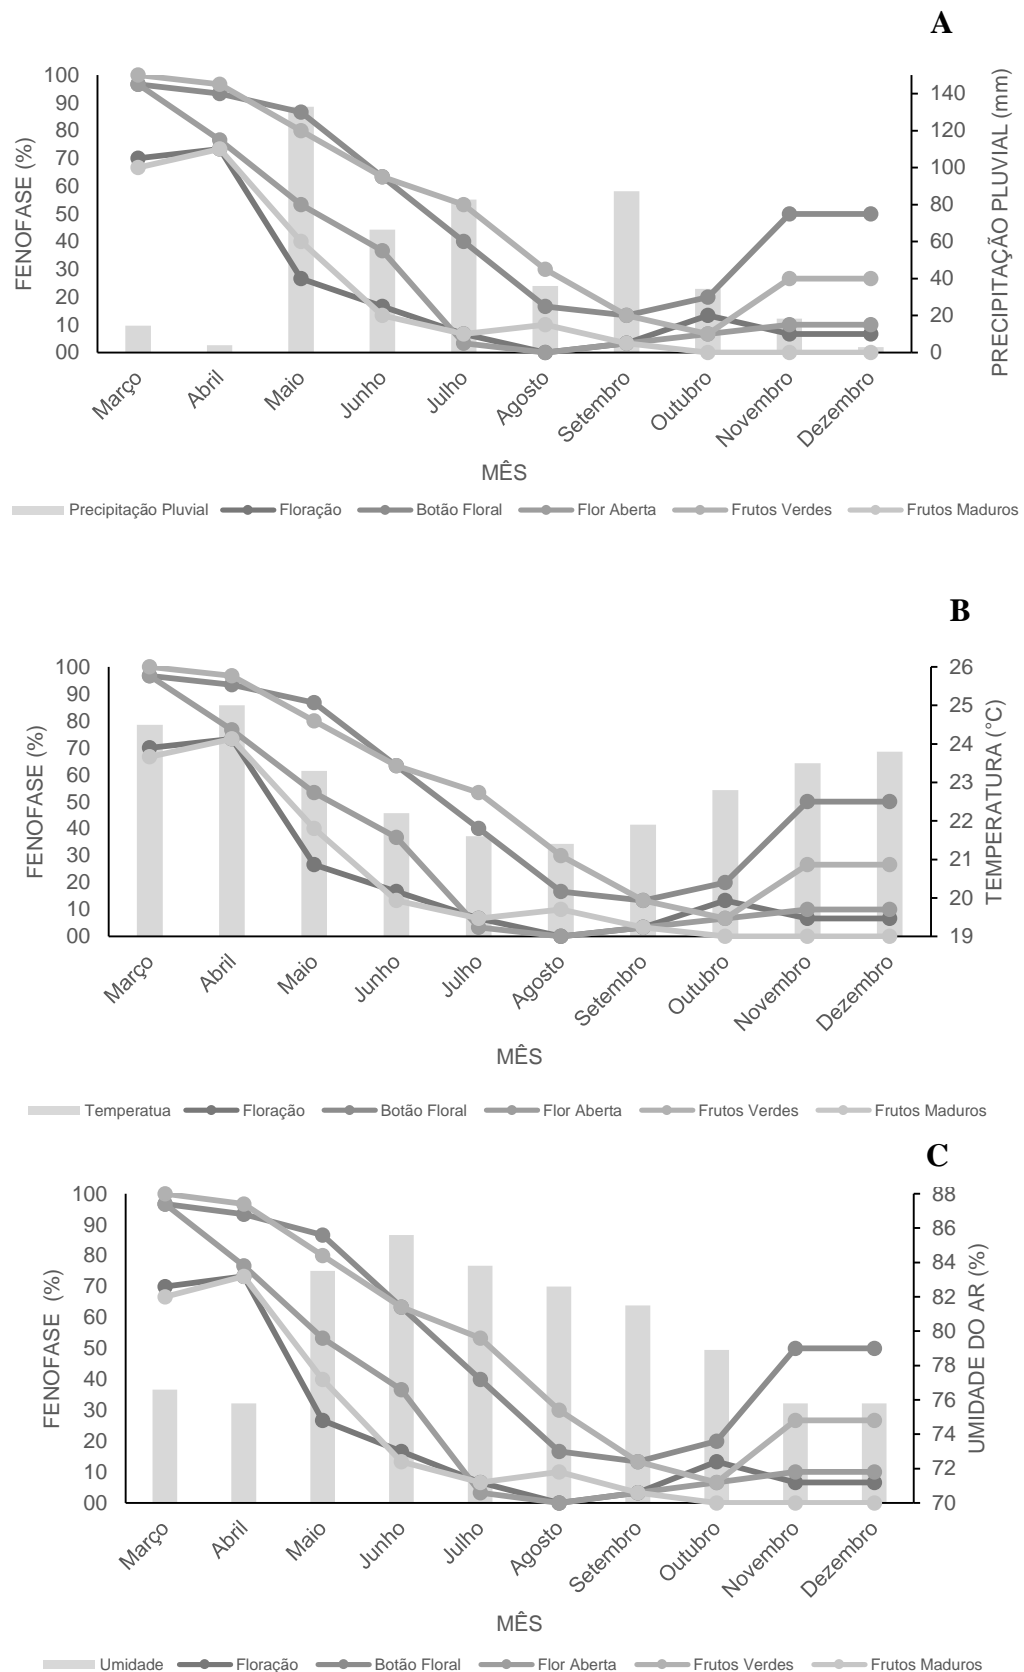 A
100
90
80
70
60
50
40
30
20
10
00
FENOFASE (%)
140
120
100
80
60
40
20
0
PRECIPITAÇÃO PLUVIAL (mm)
Março
Abril
Maio
Junho
Julho
Agosto
Setembro
Outubro
Novembro
Dezembro
MÊS
Precipitação Pluvial Floração Botão Floral Flor Aberta Frutos Verdes Frutos Maduros
B
100
90
80
70
60
50
40
30
20
10
00
FENOFASE (%)
26
25
24
23
22
21
20
19
TEMPERATURA (°C)
Março
Abril
Maio
Junho
Julho
Agosto
Setembro
Outubro
Novembro
Dezembro
MÊS
Temperatua Floração Botão Floral Flor Aberta Frutos Verdes Frutos Maduros
C
100
90
80
70
60
50
40
30
20
10
00
FENOFASE (%)
88
86
84
82
80
78
76
74
72
70
UMIDADE DO AR (%)
Março
Abril
Maio
Junho
Julho
Agosto
Setembro
Outubro
Novembro
Dezembro
MÊS
Umidade Floração Botão Floral Flor Aberta Frutos Verdes Frutos Maduros